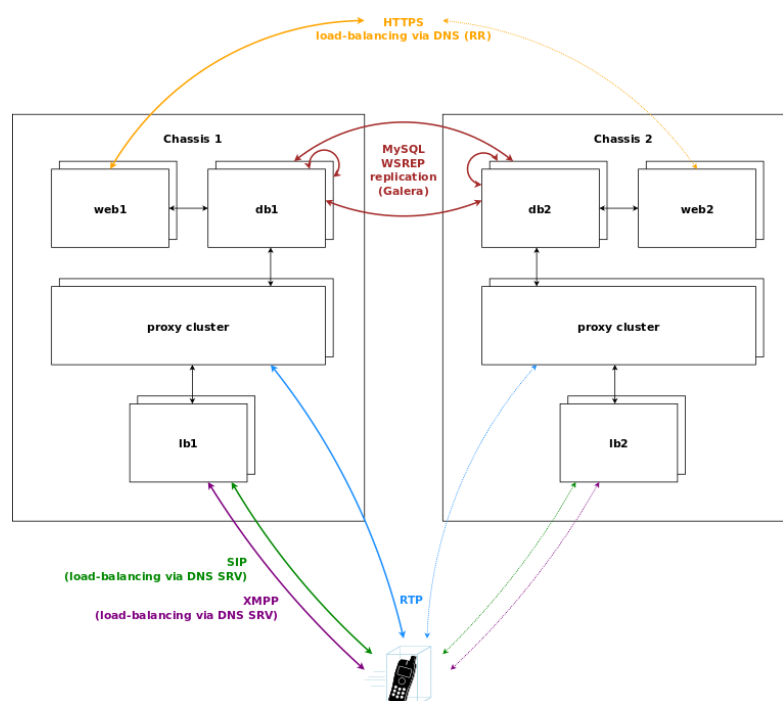 HTTPS
load-balancing via DNS (RR)
Chassis 1
Chassis 2
MySQL
WSREP
replication
(Galera)
web1
db1
db2
web2
proxy cluster
proxy cluster
lb1
lb2
SIP
(load-balancing via DNS SRV)
XMPP
(load-balancing via DNS SRV)
RTP